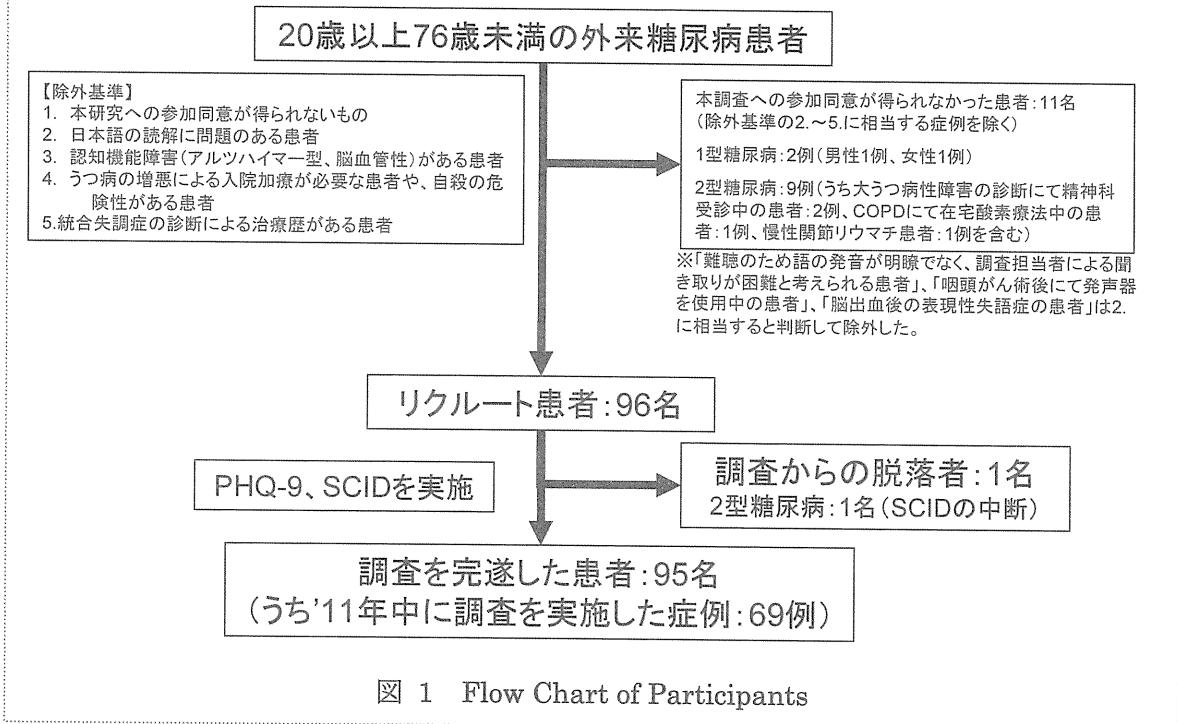 20歳以上76歳未満の外来糖尿病患者
【除外基準】
1. 本研究への参加同意が得られないもの
2. 日本語の読解に問題のある患者
3. 認知機能障害(アルツハイマー型、脳血管性)がある患者
4. うつ病の増悪による入院加療が必要な患者や、自殺の危
険性がある患者
5.統合失調症の診断による治療歴がある患者
本調査への参加同意が得られなかった患者:11名
(除外基準の2.~5.に相当する症例を除く)
1型糖尿病:2例(男性1例、女性1例)
2型糖尿病:9例(うち大うつ病性障害の診断にて精神科
受診中の患者:2例、COPDにて在宅酸素療法中の患
者:1例、慢性関節リウマチ患者:1例を含む)
※「難聴のため語の発音が明瞭でなく、調査担当者による聞
き取りが困難と考えられる患者」、「咽頭がん術後にて発声器
を使用中の患者」、「脳出血後の表現性失語症の患者」は2.
に相当すると判断して除外した。
リクルート患者:96名
PHQ-9、SCIDを実施
調査からの脱落者:1名
2型糖尿病:1名(SCIDの中断)
調査を完遂した患者:95名
(うち'11年中に調査を実施した症例:69例)
図 1 Flow Chart of Participants